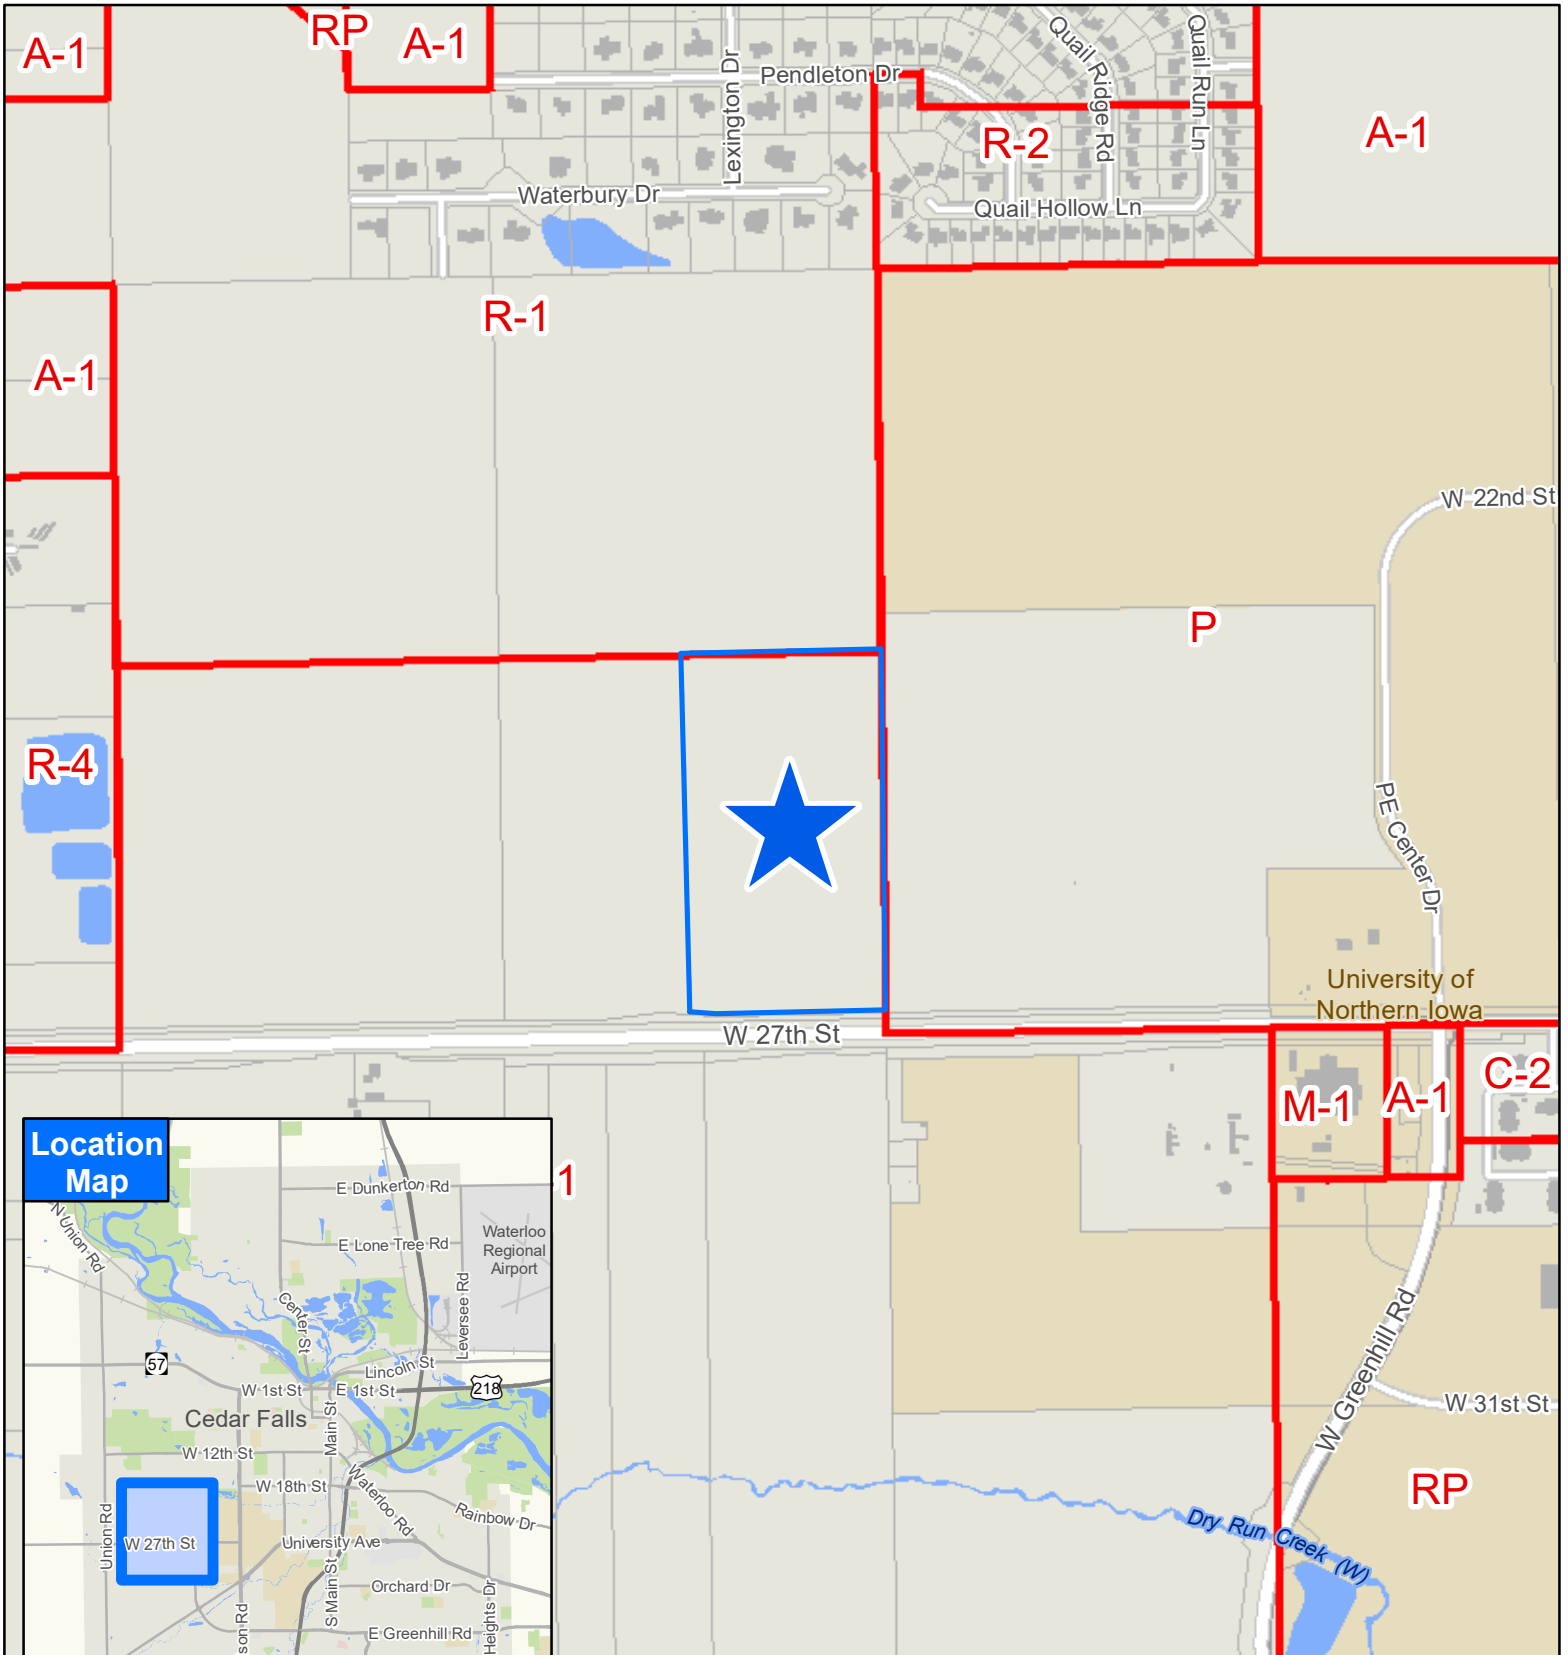 A-1
RP
A-1
Pendleton Dr
Lexington Dr
Quail Ridge Rd
Quail Run Ln
R-2
A-1
Waterbury Dr
Quail Hollow Ln
R-1
A-1
W 22nd St
P
R-4
PE Center Dr
University of
Northern Iowa
W 27th St
M-1
A-1
C-2
-1
W Greenhill Rd
W 31st St
RP
Dry Run Creek (W)
Location
Map
N Union Rd
E Dunkerton Rd
E Lone Tree Rd
Waterloo
Regional
Airport
Center St
Leversee Rd
57
Lincoln St
W 1st St
E 1st St
218
Cedar Falls
Main St
W 12th St
W 18th St
Waterloo Rd
Rainbow Dr
Union Rd
W 27th St
University Ave
S Main St
Orchard Dr
son Rd
E Greenhill Rd
Heights Dr